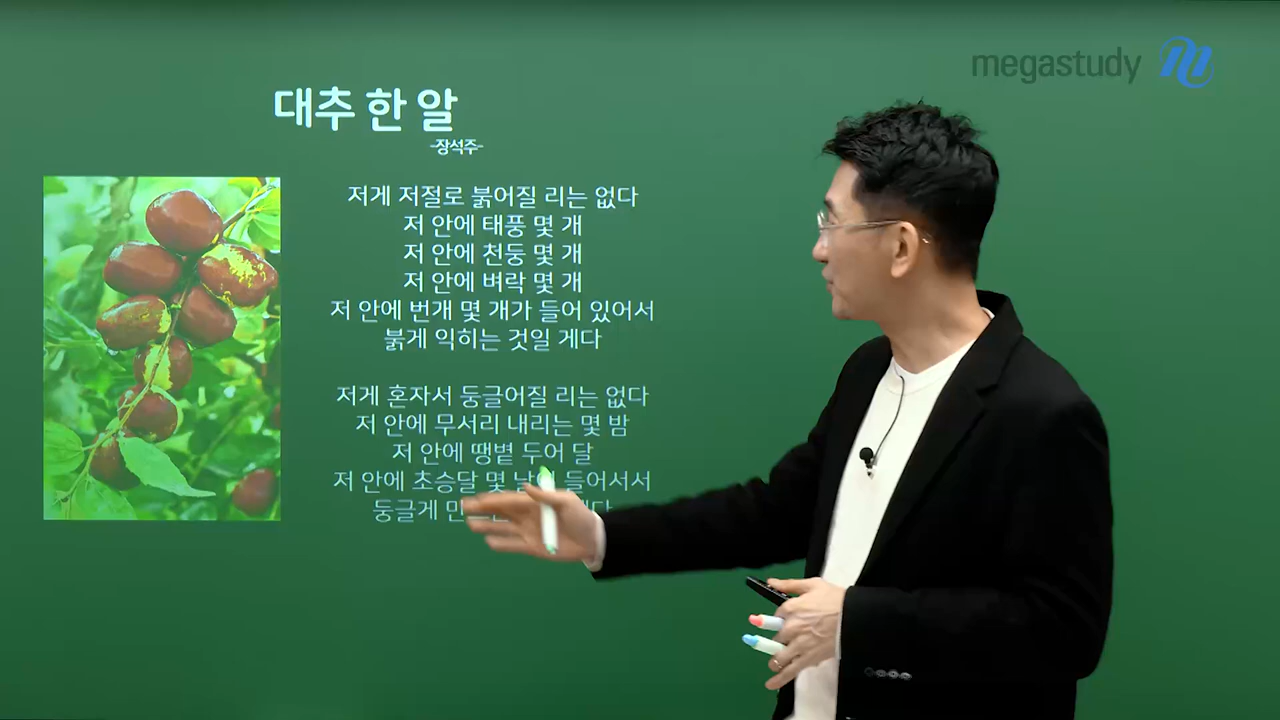 megastudy
대추 한 알
-장석주-
저게 저절로 붉어질 리는 없다
저 안에 태풍 몇 개
저 안에 천둥 몇 개
저 안에 벼락 몇 개
저 안에 번개 몇 개가 들어 있어서
붉게 익히는 것일 게다
저게 혼자서 둥글어질 리는 없다
저 안에 무서리 내리는 몇 밤
저 안에 땡볕 두어 달
저 안에 초승달 몇 들어서서
둥글게